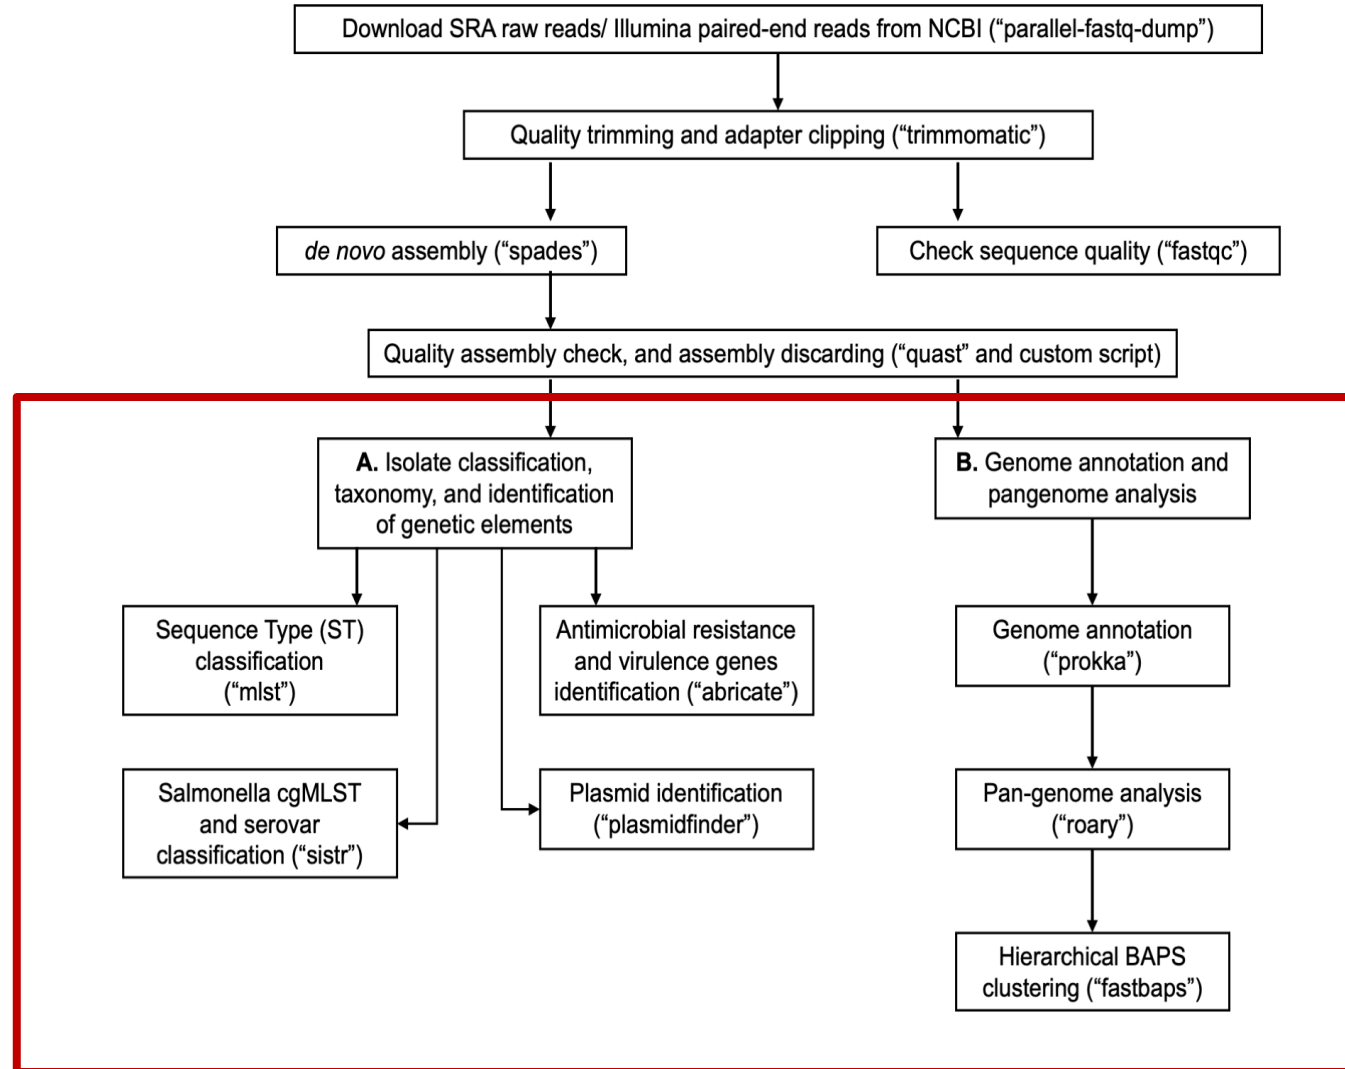 Download SRA raw reads/ Illumina paired-end reads from NCBI (“parallel-fastq-dump”)
Quality trimming and adapter clipping (“trimmomatic”)
de novo assembly (“spades”)
Check sequence quality (“fastqc”)
Quality assembly check, and assembly discarding (“quast” and custom script)
A. Isolate classification,
taxonomy, and identification
of genetic elements
B. Genome annotation and
pangenome analysis
Sequence Type (ST)
classification
(“mlst”)
Antimicrobial resistance
and virulence genes
identification (“abricate”)
Genome annotation
(“prokka”)
Salmonella cgMLST
and serovar
classification (“sistr”)
Plasmid identification
(“plasmidfinder”)
Pan-genome analysis
(“roary”)
Hierarchical BAPS
clustering (“fastbaps”)